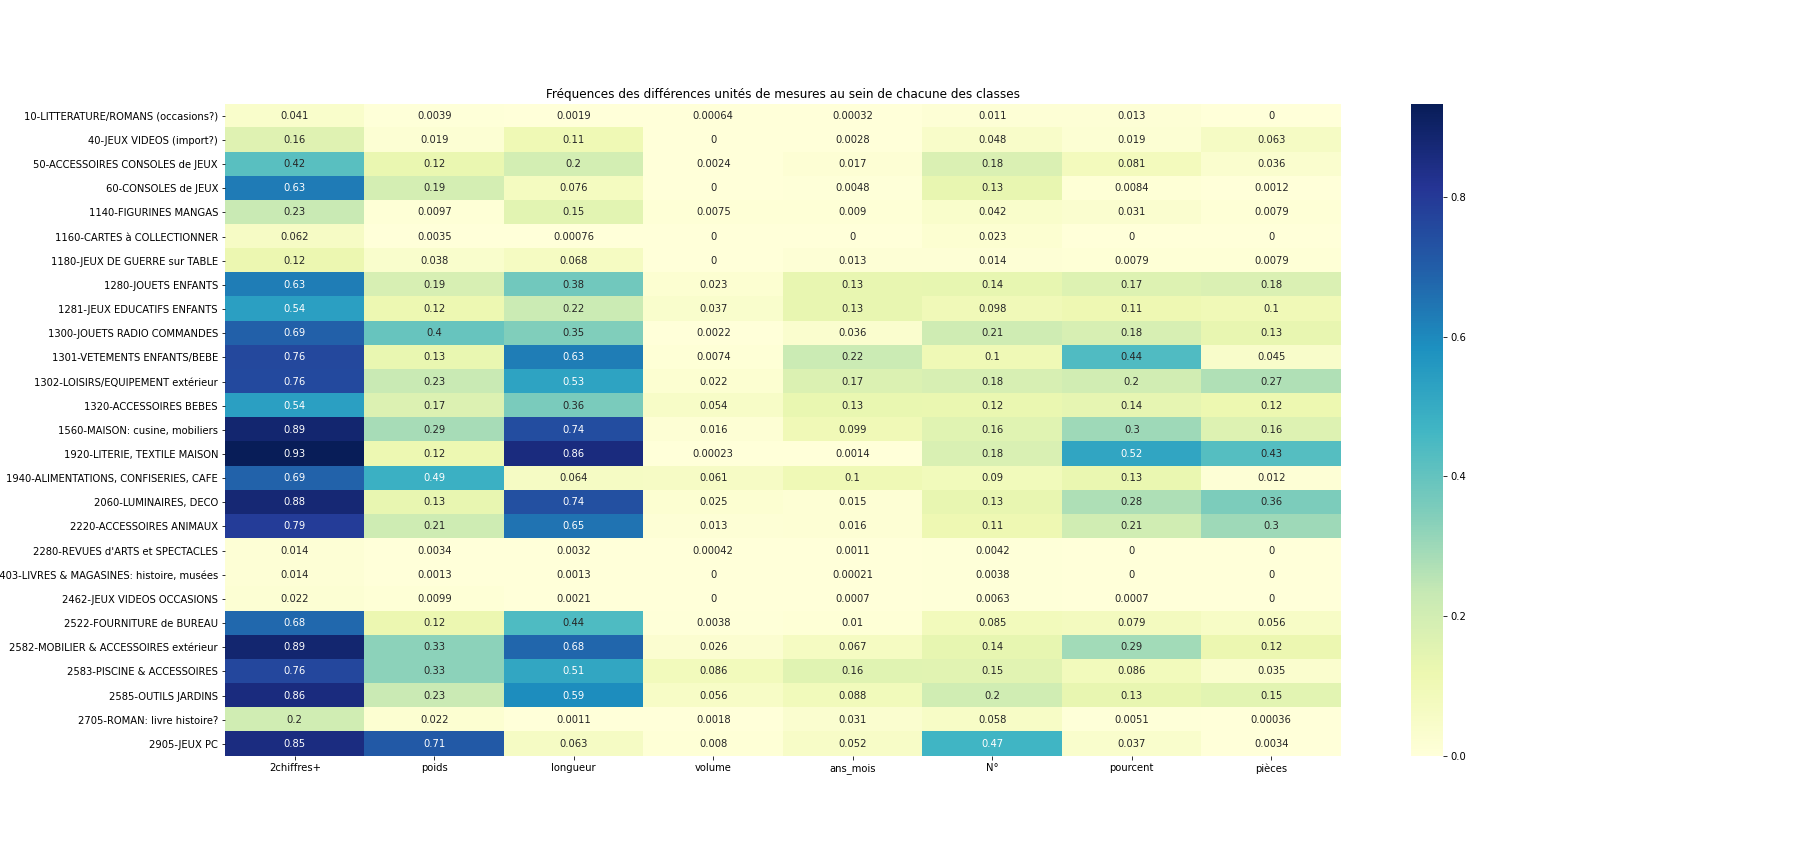 Fréquences des différences unités de mesures au sein de chacune des classes
10-LITTERATURE/ROMANS (occasions?) 0.041 0.0039 0.0019 0.00064 0.00032 0.011 0.013 0
40-JEUX VIDEOS (import?) 0.16 0.019 0.11 0 0.0028 0.048 0.019 0.063
50-ACCESSOIRES CONSOLES de JEUX 0.42 0.12 0.2 0.0024 0.017 0.18 0.081 0.036
60-CONSOLES de JEUX 0.63 0.19 0.076 0 0.0048 0.13 0.0084 0.0012
0.8
1140-FIGURINES MANGAS 0.23 0.0097 0.15 0.0075 0.009 0.042 0.031 0.0079
1160-CARTES à COLLECTIONNER 0.062 0.0035 0.00076 0 0 0.023 0 0
1180-JEUX DE GUERRE sur TABLE 0.12 0.038 0.068 0 0.013 0.014 0.0079 0.0079
1280-JOUETS ENFANTS 0.63 0.19 0.38 0.023 0.13 0.14 0.17 0.18
1281-JEUX EDUCATIFS ENFANTS 0.54 0.12 0.22 0.037 0.13 0.098 0.11 0.1
1300-JOUETS RADIO COMMANDES 0.69 0.4 0.35 0.0022 0.036 0.21 0.18 0.13
0.6
1301-VETEMENTS ENFANTS/BEBE 0.76 0.13 0.63 0.0074 0.22 0.1 0.44 0.045
1302-LOISIRS/EQUIPEMENT extérieur 0.76 0.23 0.53 0.022 0.17 0.18 0.2 0.27
1320-ACCESSOIRES BEBES 0.54 0.17 0.36 0.054 0.13 0.12 0.14 0.12
1560-MAISON: cusine, mobiliers 0.89 0.29 0.74 0.016 0.099 0.16 0.3 0.16
1920-LITERIE, TEXTILE MAISON 0.93 0.12 0.86 0.00023 0.0014 0.18 0.52 0.43
1940-ALIMENTATIONS, CONFISERIES, CAFE 0.69 0.49 0.064 0.061 0.1 0.09 0.13 0.012
0.4
2060-LUMINAIRES, DECO 0.88 0.13 0.74 0.025 0.015 0.13 0.28 0.36
2220-ACCESSOIRES ANIMAUX 0.79 0.21 0.65 0.013 0.016 0.11 0.21 0.3
2280-REVUES d'ARTS et SPECTACLES 0.014 0.0034 0.0032 0.00042 0.0011 0.0042 0 0
403-LIVRES & MAGASINES: histoire, musées 0.014 0.0013 0.0013 0 0.00021 0.0038 0 0
2462-JEUX VIDEOS OCCASIONS 0.022 0.0099 0.0021 0 0.0007 0.0063 0.0007 0
0.2
2522-FOURNITURE de BUREAU 0.68 0.12 0.44 0.0038 0.01 0.085 0.079 0.056
2582-MOBILIER & ACCESSOIRES extérieur 0.89 0.33 0.68 0.026 0.067 0.14 0.29 0.12
2583-PISCINE & ACCESSOIRES 0.76 0.33 0.51 0.086 0.16 0.15 0.086 0.035
2585-OUTILS JARDINS 0.86 0.23 0.59 0.056 0.088 0.2 0.13 0.15
2705-ROMAN: livre histoire? 0.2 0.022 0.0011 0.0018 0.031 0.058 0.0051 0.00036
2905-JEUX PC 0.85 0.71 0.063 0.008 0.052 0.47 0.037 0.0034
0.0
2chiffres+ poids longueur volume ans_mois N° pourcent pièces